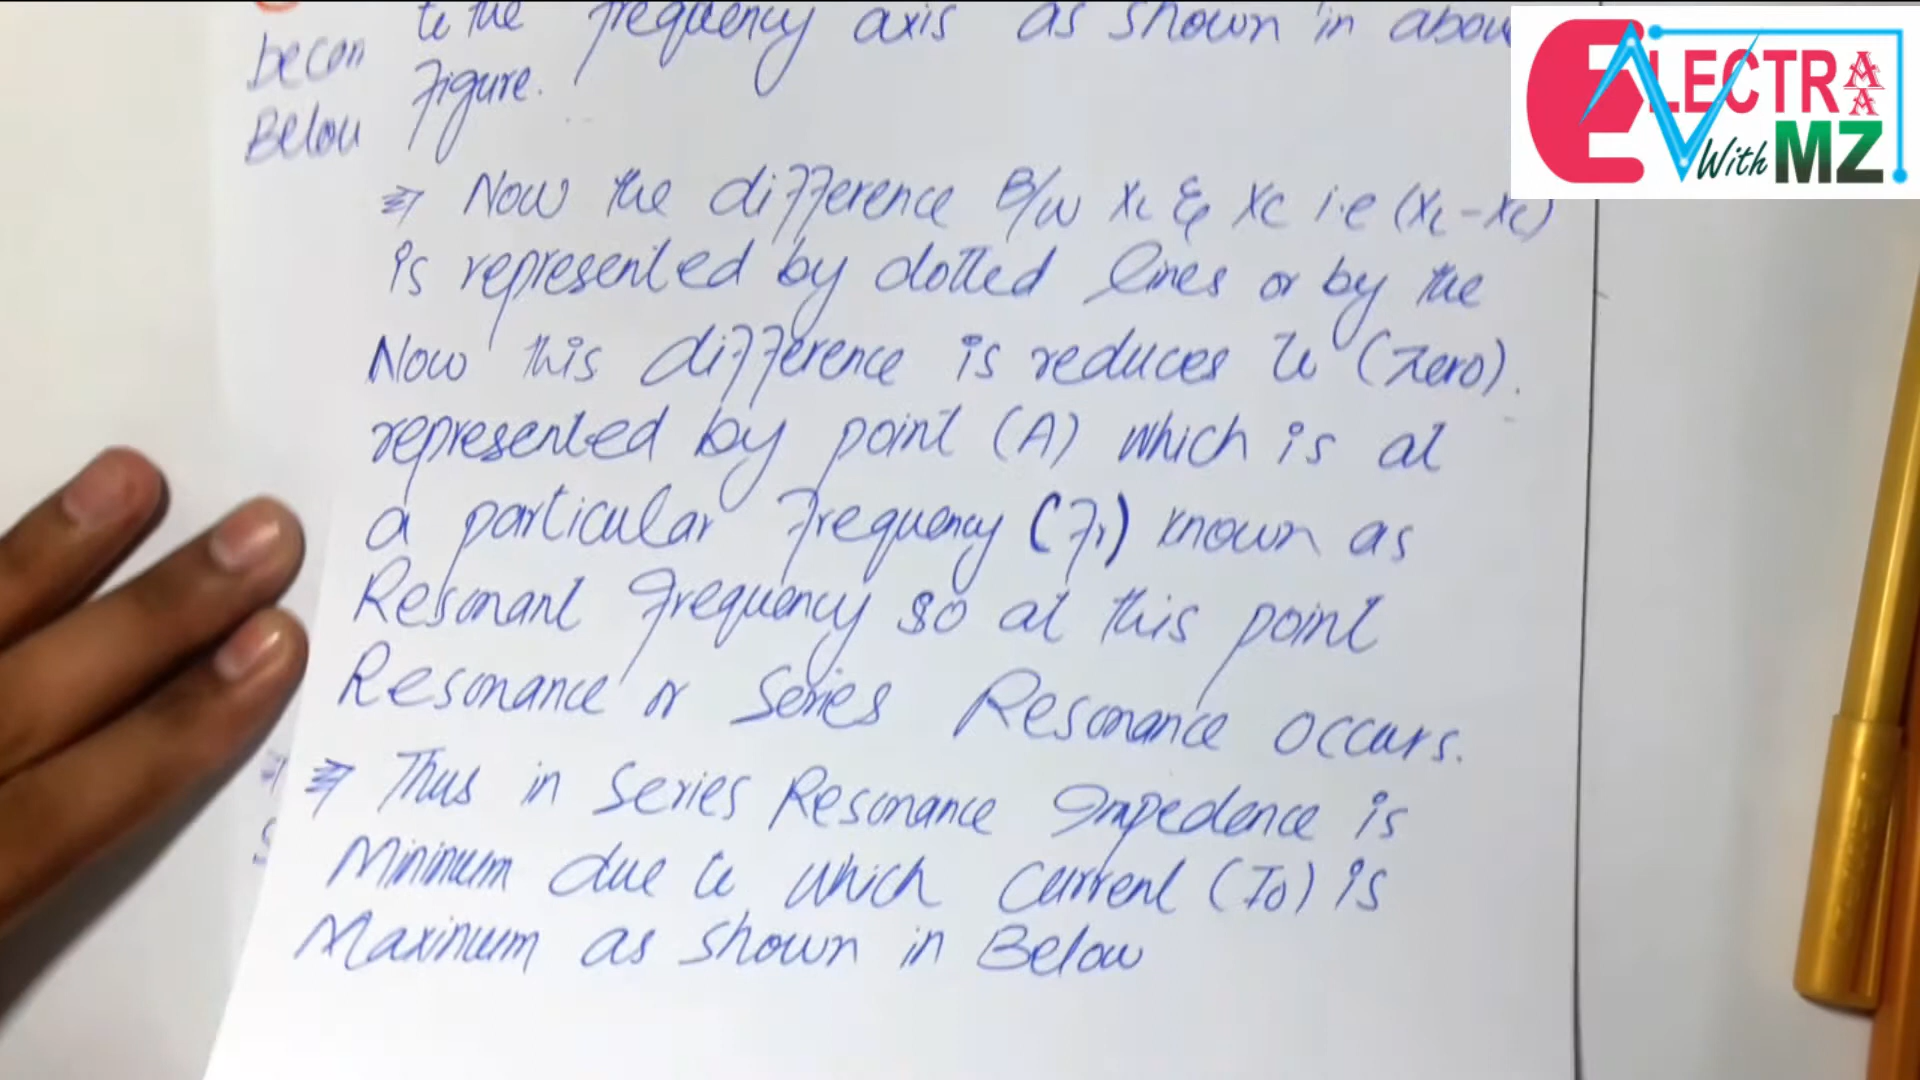 to the frequency axis as shown in above
Figure.
becom
Below
⇒ Now the difference B/w XL & XC i.e (XL-XC)
is represented by dotted lines or by the
Now this difference is reduces to (Zero).
represented by point (A) which is at
a particular Frequency (Fr) known as
Resonant Frequency so at this point
Resonance or Series Resonance occurs.
⇒ Thus in Series Resonance Impedence is
Minimum due to which Current (Io) is
Maximum as shown in Below
ELECTRA
With MZ